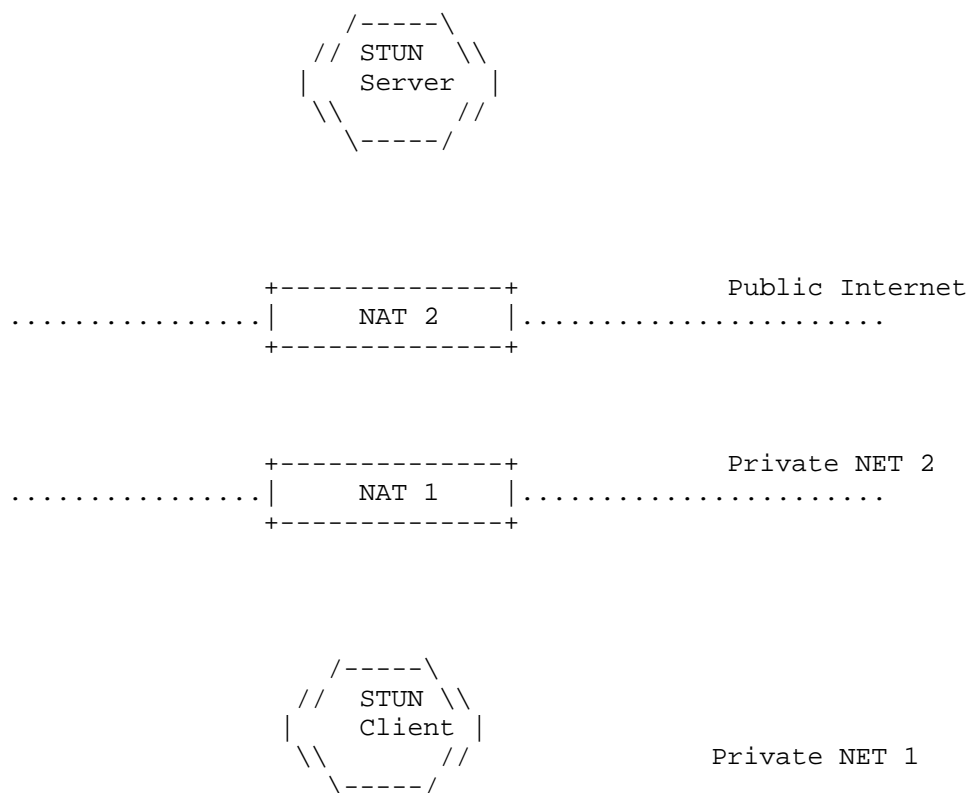 STUN
Server
Public Internet
NAT 2
Private NET 2
NAT 1
STUN
Client
Private NET 1